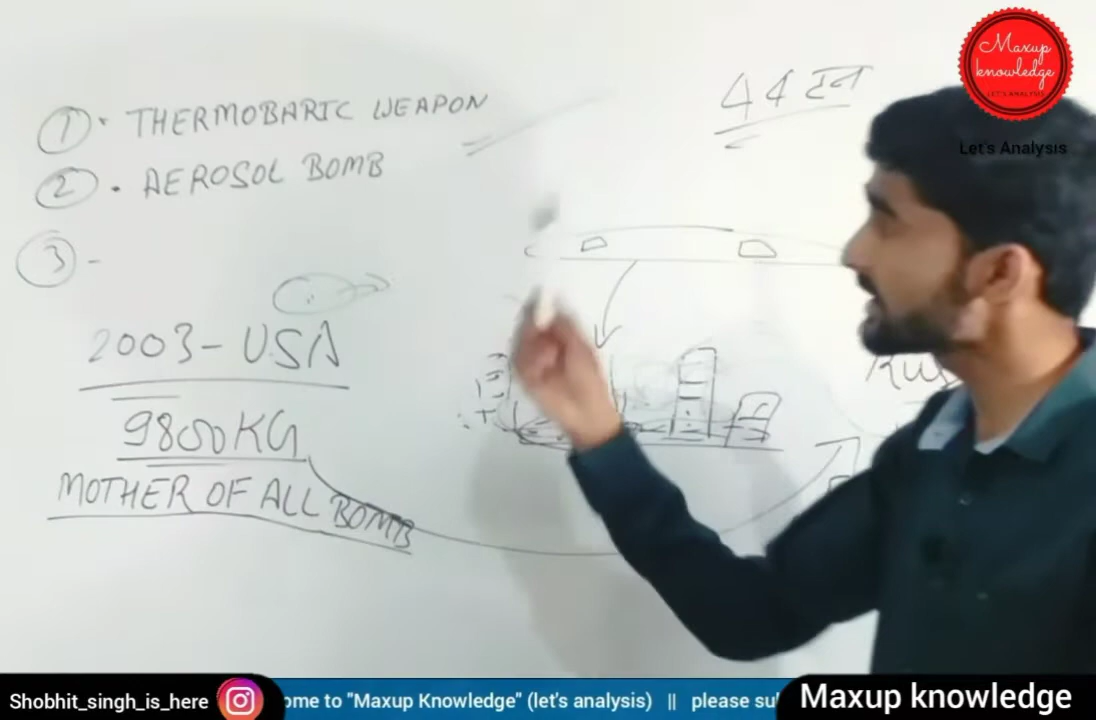 ① • THERMOBARIC WEAPON
② • AEROSOL BOMB
③ -
2003 - USA
9800KG
MOTHER OF ALL BOMB
44 टन
Maxup
knowledge
LET'S ANALYSIS
Let's Analysis
Shobhit_singh_is_here
ome to "Maxup Knowledge" (let's analysis) || please su
Maxup knowledge